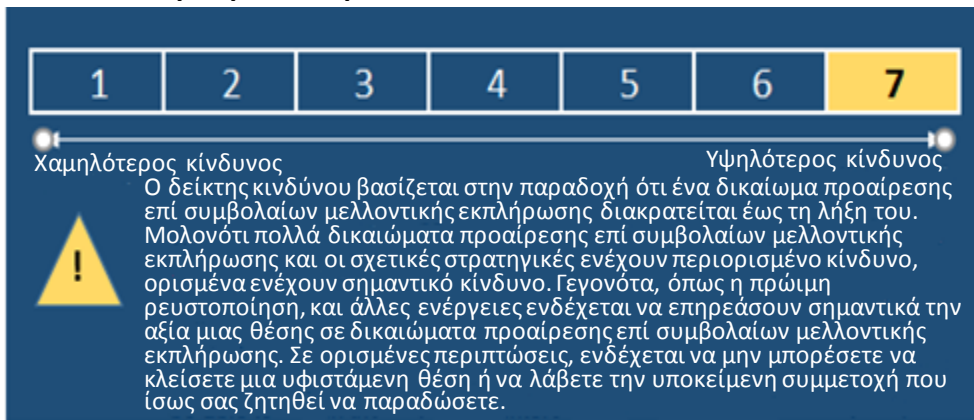 1 2 3 4 5 6 7
Χαμηλότερος κίνδυνος Υψηλότερος κίνδυνος
Ο δείκτης κινδύνου βασίζεται στην παραδοχή ότι ένα δικαίωμα προαίρεσης
επί συμβολαίων μελλοντικής εκπλήρωσης διακρατείται έως τη λήξη του.
Μολονότι πολλά δικαιώματα προαίρεσης επί συμβολαίων μελλοντικής
εκπλήρωσης και οι σχετικές στρατηγικές ενέχουν περιορισμένο κίνδυνο,
!
ορισμένα ενέχουν σημαντικό κίνδυνο. Γεγονότα, όπως η πρώιμη
ρευστοποίηση, και άλλες ενέργειες ενδέχεται να επηρεάσουν σημαντικά την
αξία μιας θέσης σε δικαιώματα προαίρεσης επί συμβολαίων μελλοντικής
εκπλήρωσης. Σε ορισμένες περιπτώσεις, ενδέχεται να μην μπορέσετε να
κλείσετε μια υφιστάμενη θέση ή να λάβετε την υποκείμενη συμμετοχή που
ίσως σας ζητηθεί να παραδώσετε.